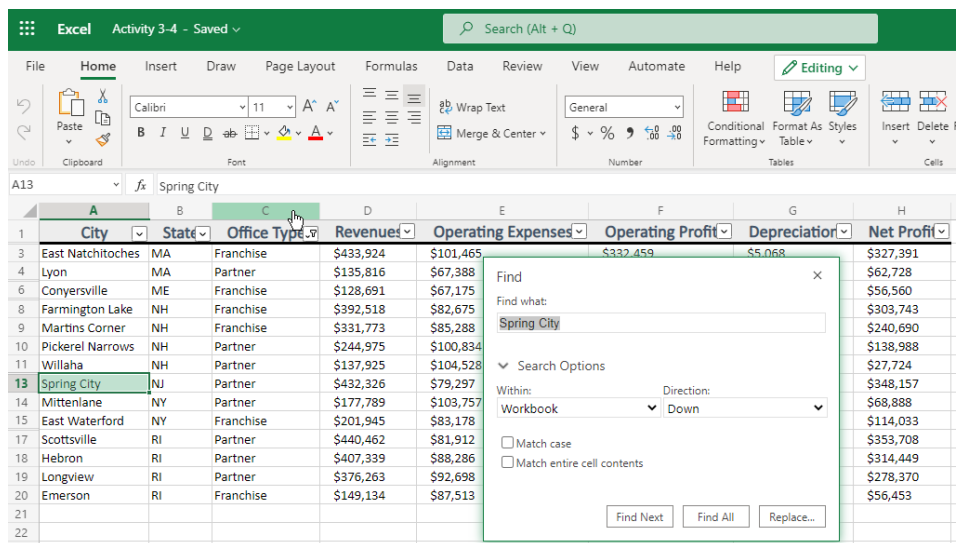 Excel Activity 3-4 - Saved Search (Alt + Q)
File Home Insert Draw Page Layout Formulas Data Review View Automate Help Editing
Calibri 11 A A ab Wrap Text General
Paste B I U D ab A Merge & Center $ % 9 Conditional Format As Styles Insert Delete F
Formatting Table
Undo Clipboard Font Alignment Number Tables Cells
A13 fx Spring City
A B C D E F G H
1 City State Office Type Revenues Operating Expenses Operating Profit Depreciation Net Profit
3 East Natchitoches MA Franchise $433,924 $101,465 $332,459 $5,068 $327,391
4 Lyon MA Partner $135,816 $67,388 $62,728
6 Conyersville ME Franchise $128,691 $67,175 $56,560
8 Farmington Lake NH Franchise $392,518 $82,675 $303,743
9 Martins Corner NH Franchise $331,773 $85,288 $240,690
10 Pickerel Narrows NH Partner $244,975 $100,834 $138,988
11 Willaha NH Partner $137,925 $104,528 $27,724
13 Spring City NJ Partner $432,326 $79,297 $348,157
14 Mittenlane NY Partner $177,789 $103,757 $68,888
15 East Waterford NY Franchise $201,945 $83,178 $114,033
17 Scottsville RI Partner $440,462 $81,912 $353,708
18 Hebron RI Partner $407,339 $88,286 $314,449
19 Longview RI Partner $376,263 $92,698 $278,370
20 Emerson RI Franchise $149,134 $87,513 $56,453
21
22
Find
Find what:
Spring City
Search Options
Within: Direction:
Workbook Down
Match case
Match entire cell contents
Find Next Find All Replace...